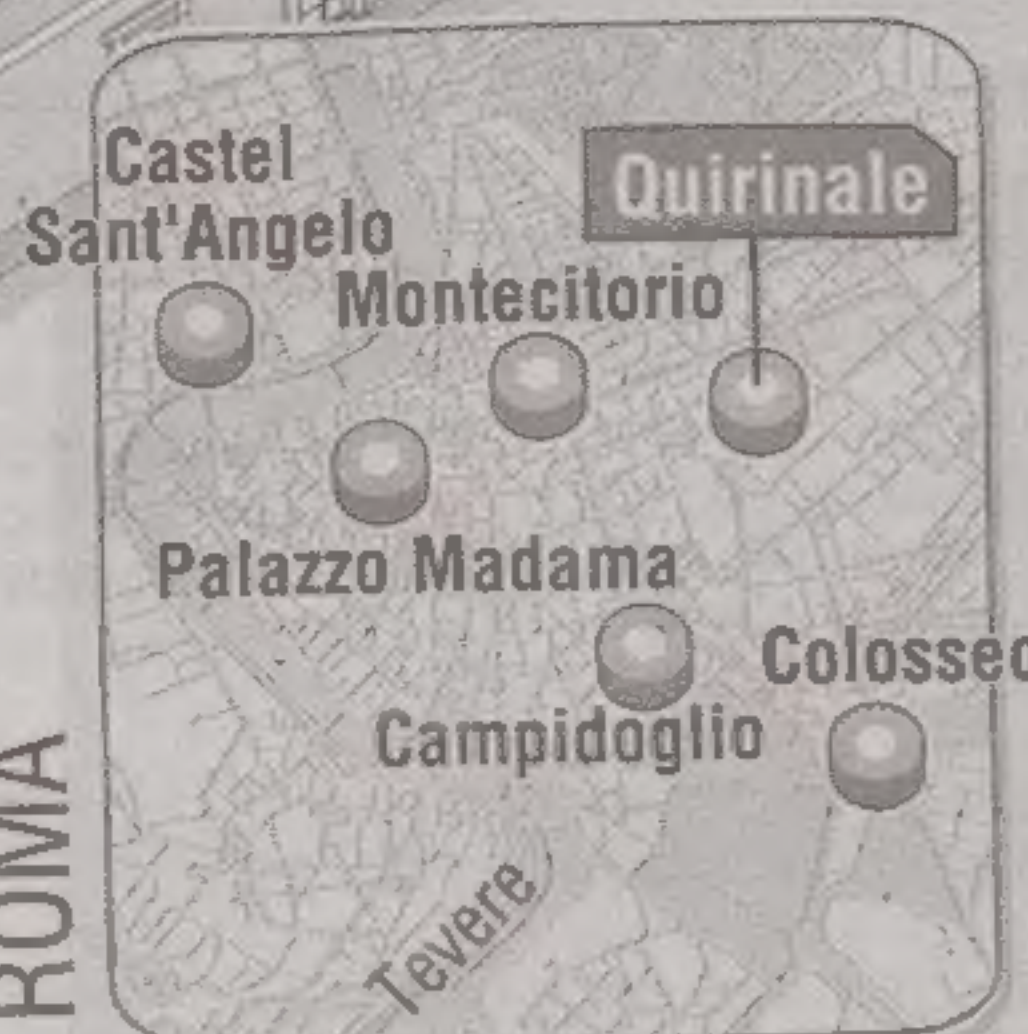 Castel
Sant'Angelo
Quirinale
Montecitorio
Palazzo Madama
Colosseo
Campidoglio
Tevere
ROMA